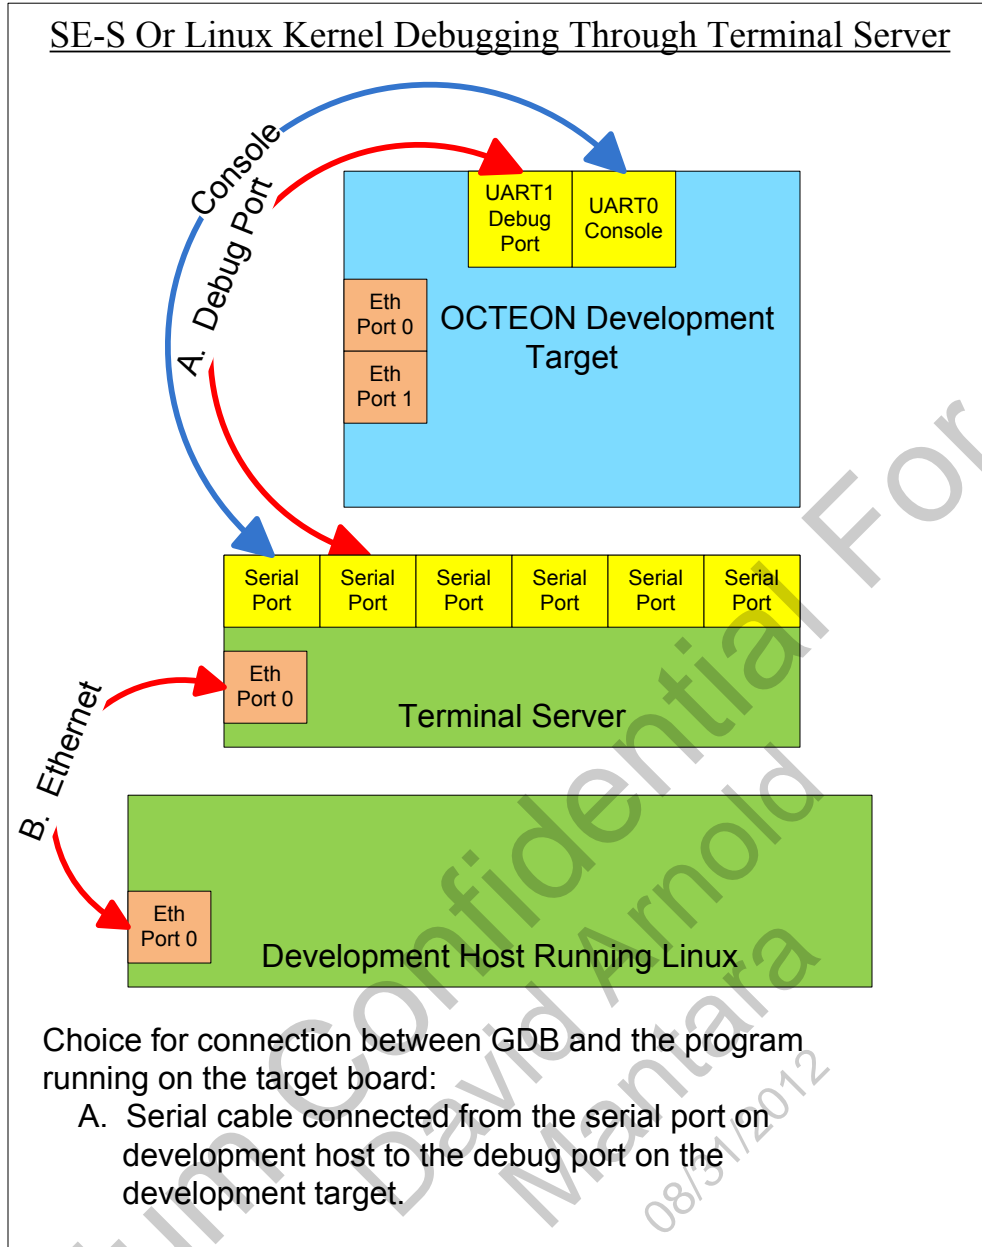 SE-S Or Linux Kernel Debugging Through Terminal Server
Console
A. Debug Port
UART1
Debug
Port
UART0
Console
Eth
Port 0
OCTEON Development
Target
Eth
Port 1
Serial
Port
Serial
Port
Serial
Port
Serial
Port
Serial
Port
Serial
Port
Eth
Port 0
Terminal Server
B. Ethernet
Eth
Port 0
Development Host Running Linux
Choice for connection between GDB and the program
running on the target board:
A. Serial cable connected from the serial port on
development host to the debug port on the
development target.
Confidential For
David Arnold
Mantara
08/31/2012